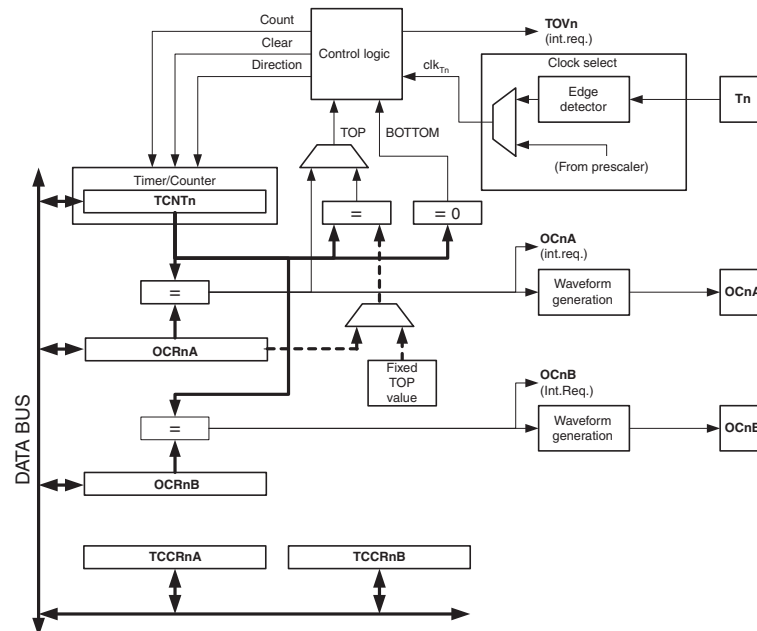 Count
Clear
Direction
Control logic
TOVn
(int.req.)
clkTn
Clock select
Edge
detector
Tn
(From prescaler)
TOP
BOTTOM
Timer/Counter
TCNTn
=
= 0
=
OCnA
(int.req.)
Waveform
generation
OCnA
OCRnA
Fixed
TOP
value
OCnB
(Int.Req.)
Waveform
generation
OCnB
=
OCRnB
DATA BUS
TCCRnA
TCCRnB